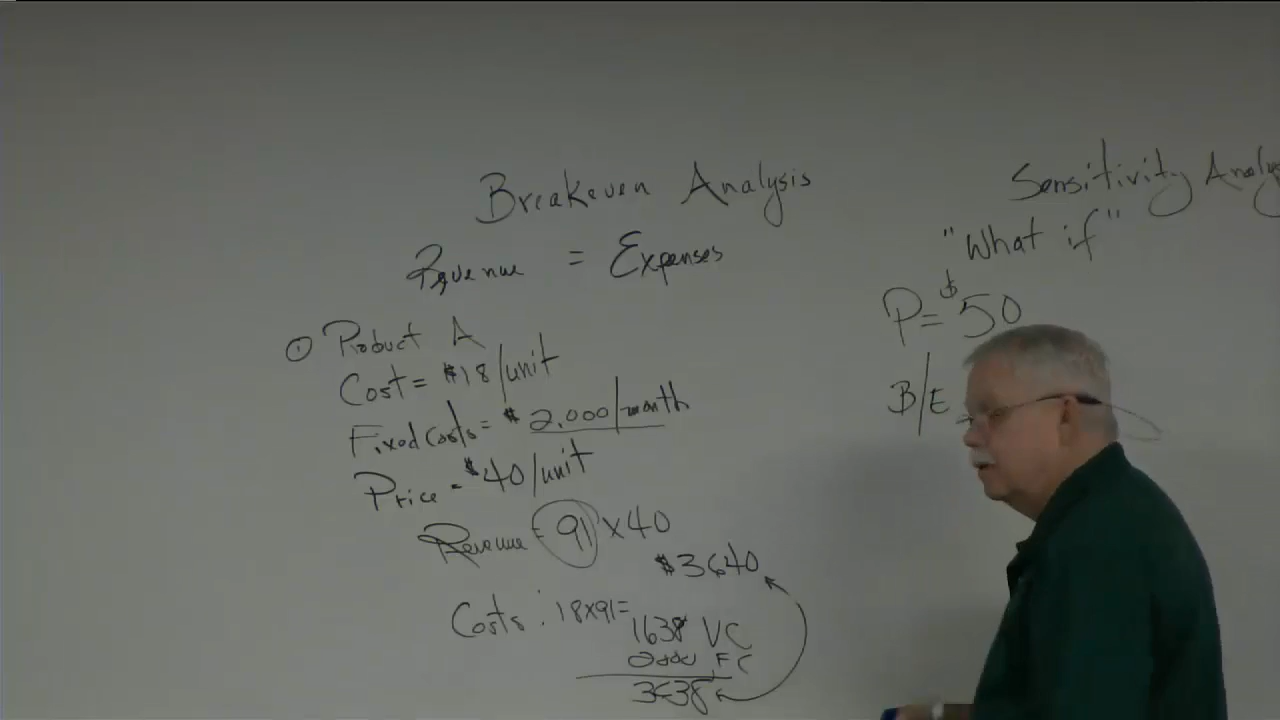 Breakeven Analysis
Revenue = Expenses
① Product A
Cost = $18/unit
Fixed Costs = $2,000/month
Price = $40/unit
Revenue = 91 x 40
$3640
Costs : 18x91=
1638 VC
2000 FC
3638
Sensitivity Analy
"What if"
P = $50
B/E